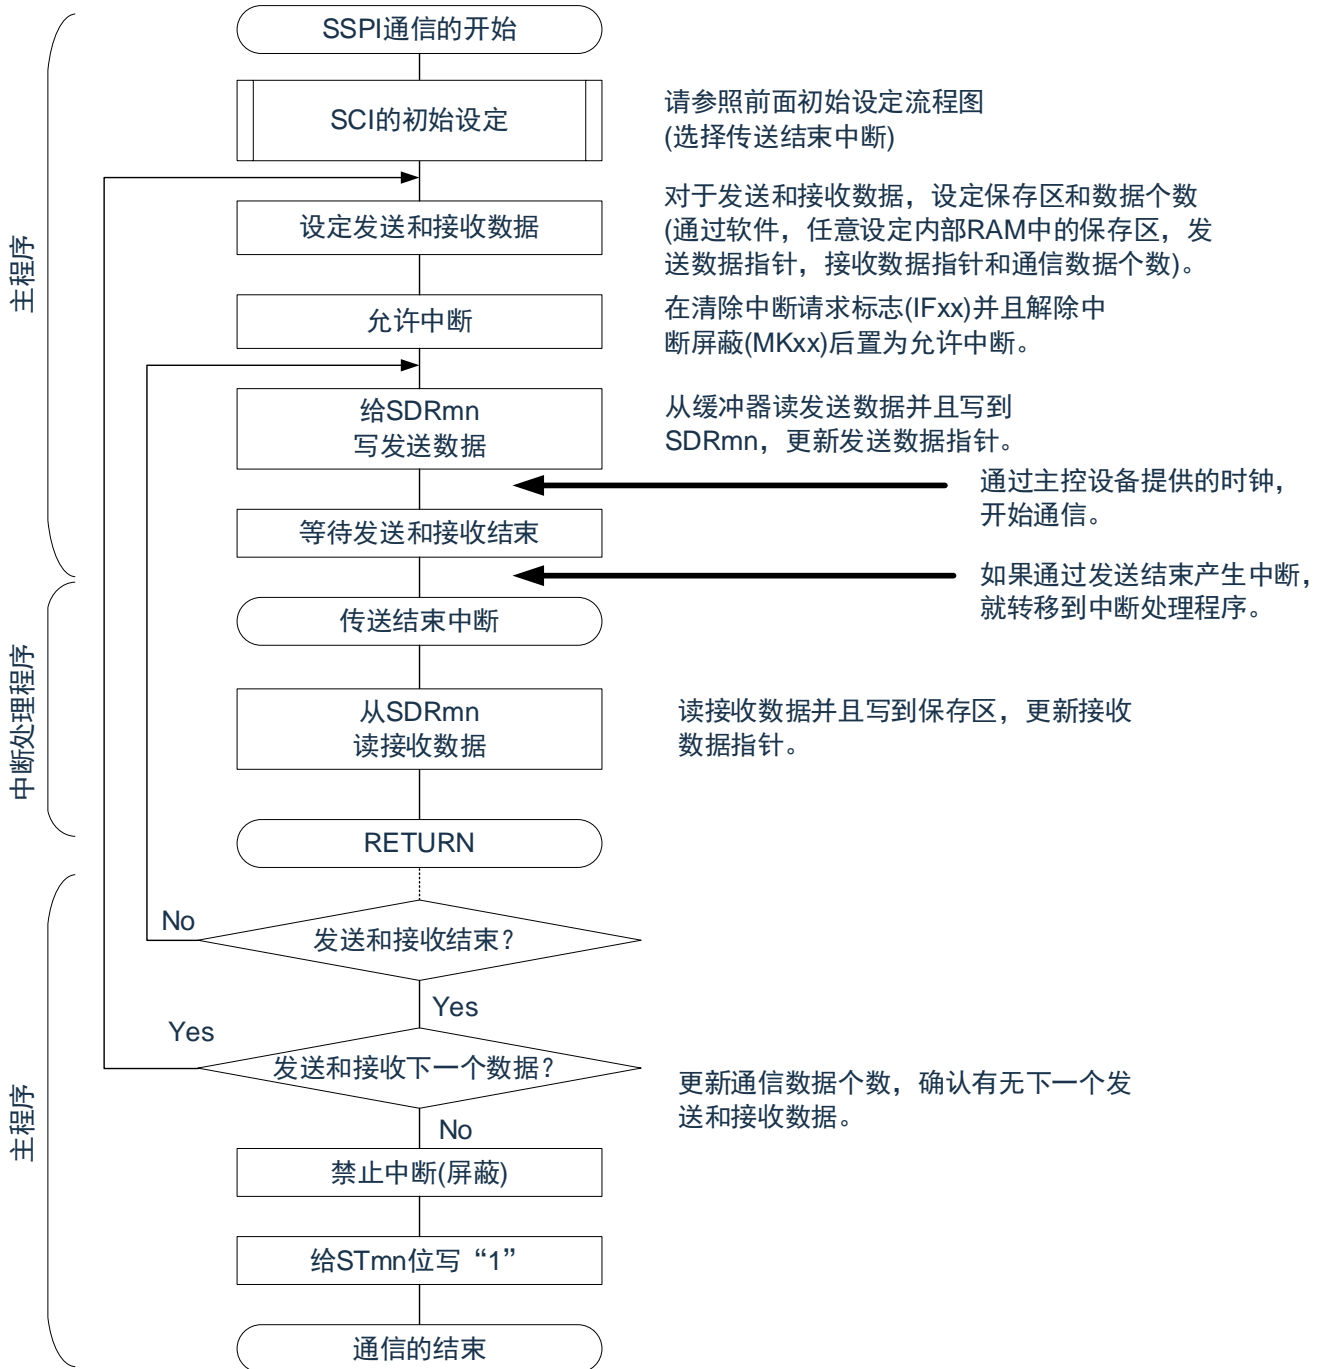 SSPI通信的开始
SCI的初始设定
请参照前面初始设定流程图
(选择传送结束中断)
主程序
设定发送和接收数据
对于发送和接收数据，设定保存区和数据个数
(通过软件，任意设定内部RAM中的保存区，发
送数据指针，接收数据指针和通信数据个数)。
允许中断
在清除中断请求标志(IFxx)并且解除中
断屏蔽(MKxx)后置为允许中断。
给SDRmn
写发送数据
从缓冲器读发送数据并且写到
SDRmn，更新发送数据指针。
通过主控设备提供的时钟，
开始通信。
等待发送和接收结束
如果通过发送结束产生中断，
就转移到中断处理程序。
传送结束中断
中断处理程序
从SDRmn
读接收数据
读接收数据并且写到保存区，更新接收
数据指针。
RETURN
No
发送和接收结束？
Yes
Yes
发送和接收下一个数据？
更新通信数据个数，确认有无下一个发
送和接收数据。
主程序
No
禁止中断(屏蔽)
给STmn位写“1”
通信的结束